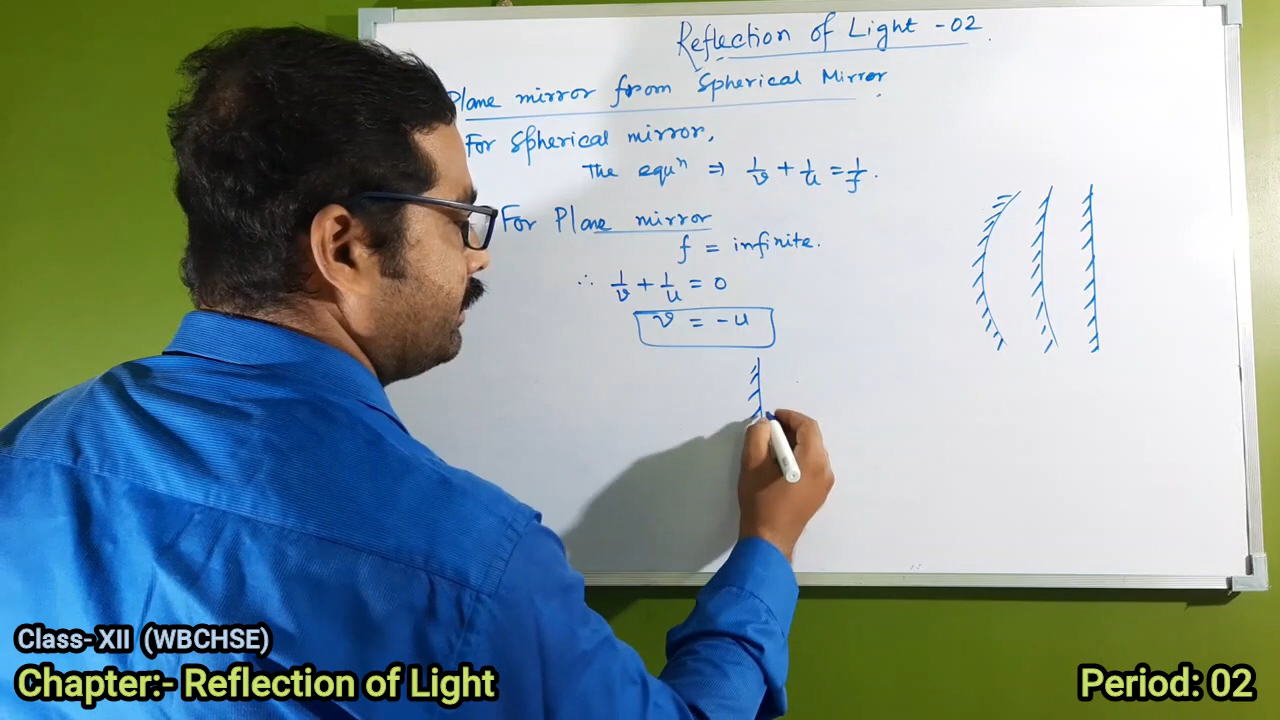 Reflection of Light -02
Plane mirror from Spherical Mirror
For Spherical mirror,
The equⁿ ⇒ 1/v + 1/u = 1/f.
For Plane mirror
f = infinite.
∴ 1/v + 1/u = 0
v = -u
Class- XII (WBCHSE)
Chapter:- Reflection of Light
Period: 02